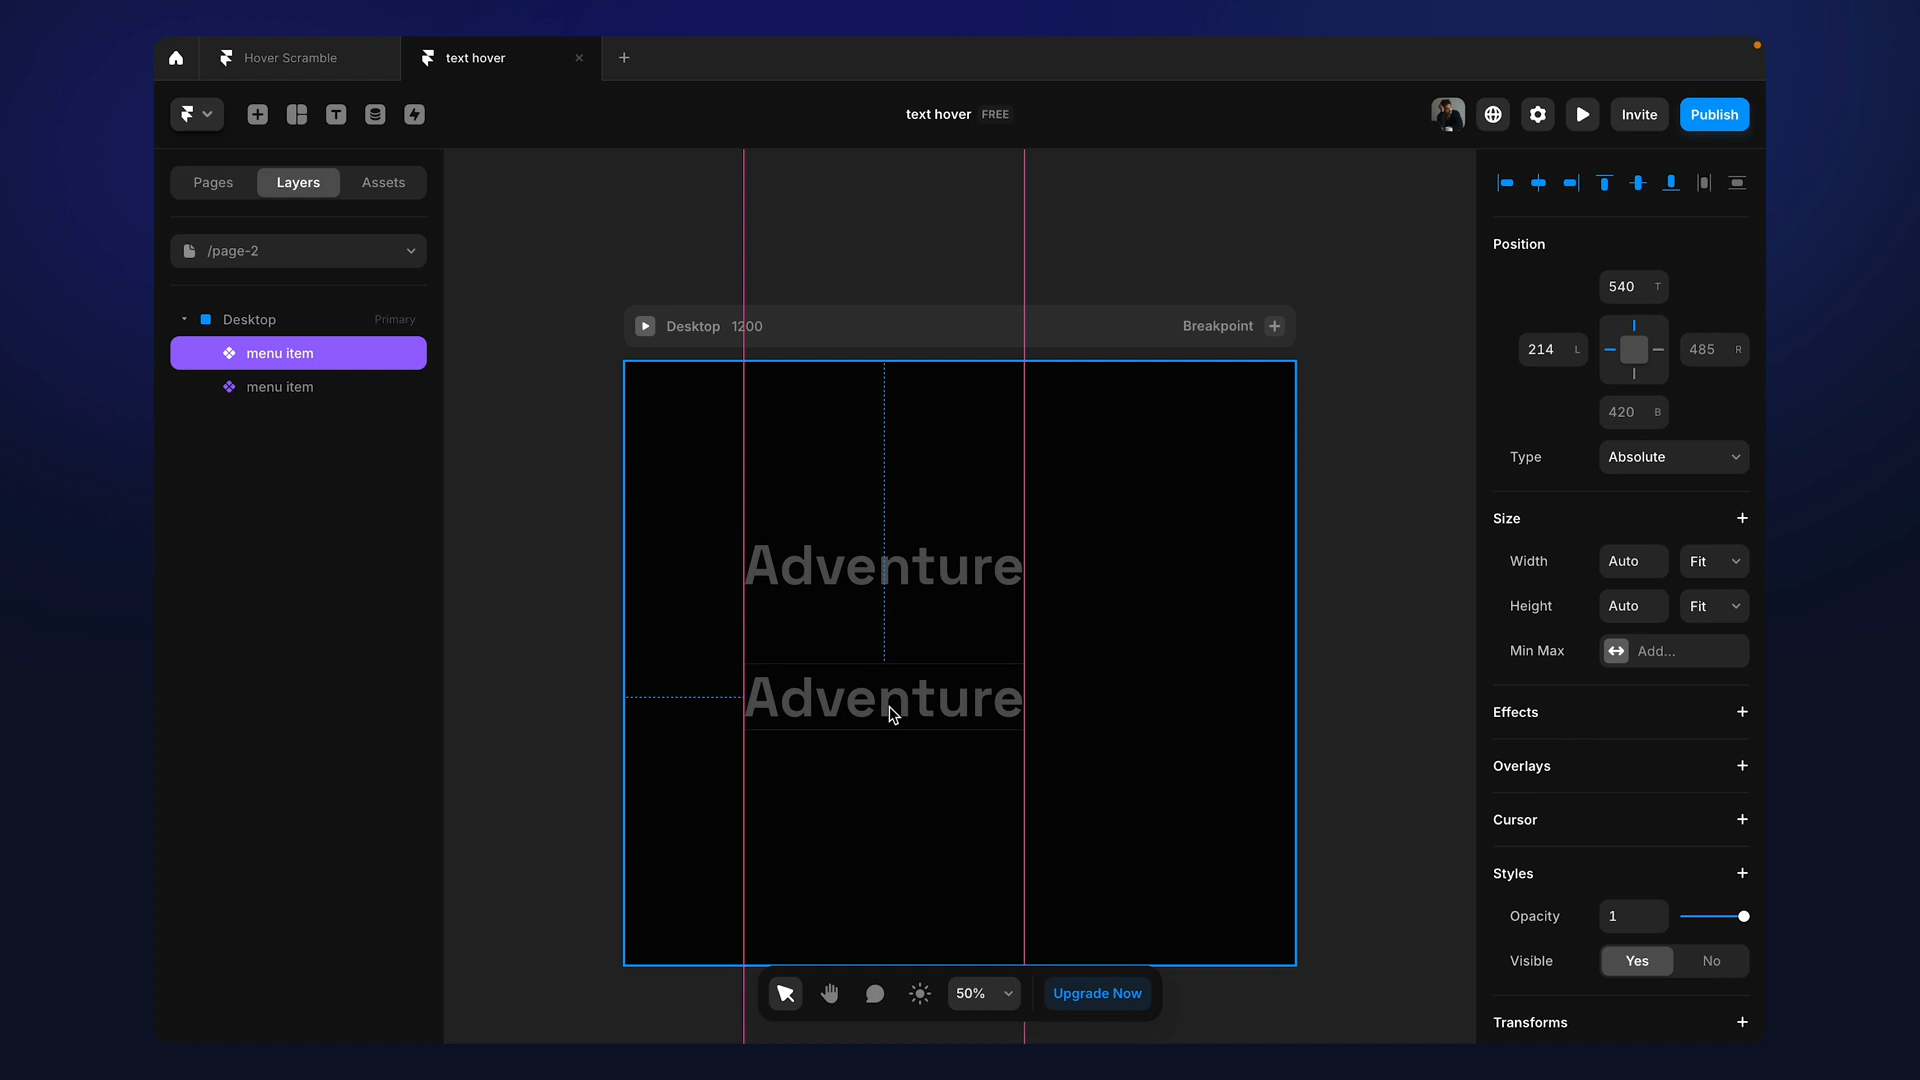 Hover Scramble
text hover
text hover FREE
Invite
Publish
Pages
Layers
Assets
/page-2
Desktop
Primary
menu item
menu item
Desktop 1200
Breakpoint
Adventure
Adventure
50%
Upgrade Now
Position
540 T
214 L
485 R
420 B
Type
Absolute
Size
Width
Auto
Fit
Height
Auto
Fit
Min Max
Add...
Effects
Overlays
Cursor
Styles
Opacity
1
Visible
Yes
No
Transforms